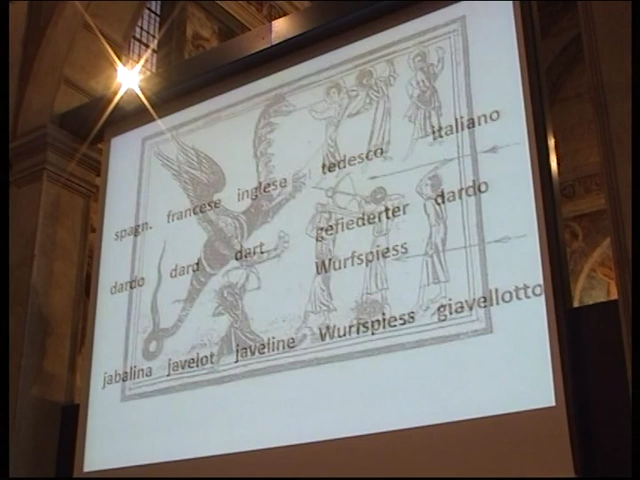 spagn. francese inglese tedesco italiano
dardo dard dart gefiederter dardo
Wurfspiess
jabalina javelot javeline Wurfspiess giavellotto